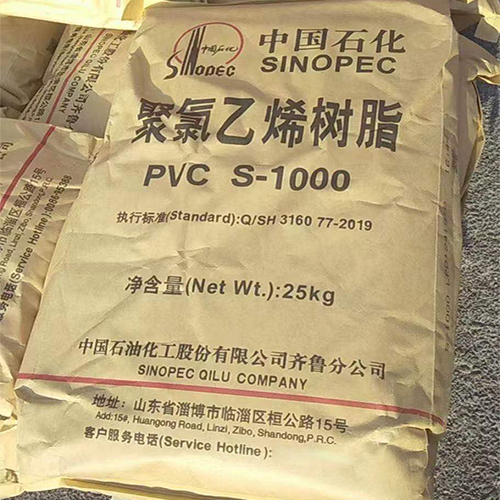 中国石化
SINOPEC
中国石化
SINOPEC
聚氯乙烯树脂
PVC S-1000
执行标准(Standard):Q/SH 3160 77-2019
净含量(Net Wt.):25kg
中国石油化工股份有限公司齐鲁分公司
SINOPEC QILU COMPANY
地址:山东省淄博市临淄区桓公路15号
Add:15#, Huangong Road, Linzi, Zibo, Shandong,P.R.C.
客户服务电话(Service Hotline):